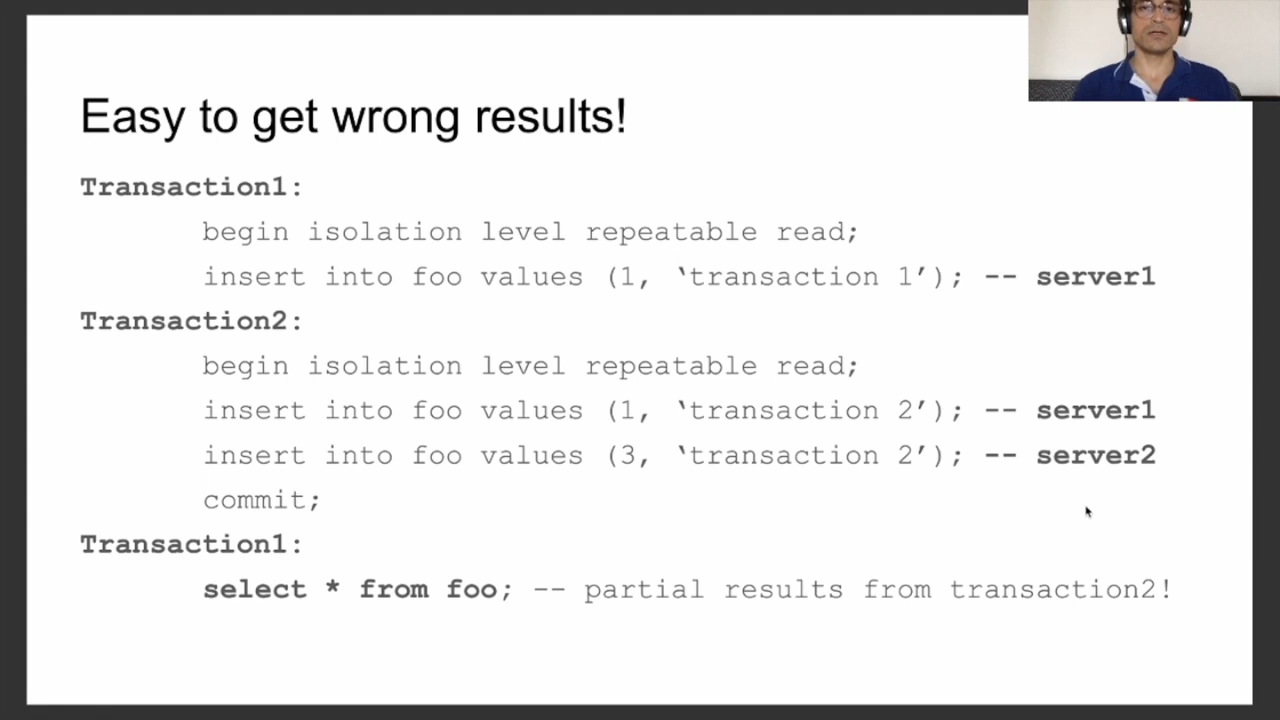 Easy to get wrong results!
Transaction1:
begin isolation level repeatable read;
insert into foo values (1, ‘transaction 1’); -- server1
Transaction2:
begin isolation level repeatable read;
insert into foo values (1, ‘transaction 2’); -- server1
insert into foo values (3, ‘transaction 2’); -- server2
commit;
Transaction1:
select * from foo; -- partial results from transaction2!